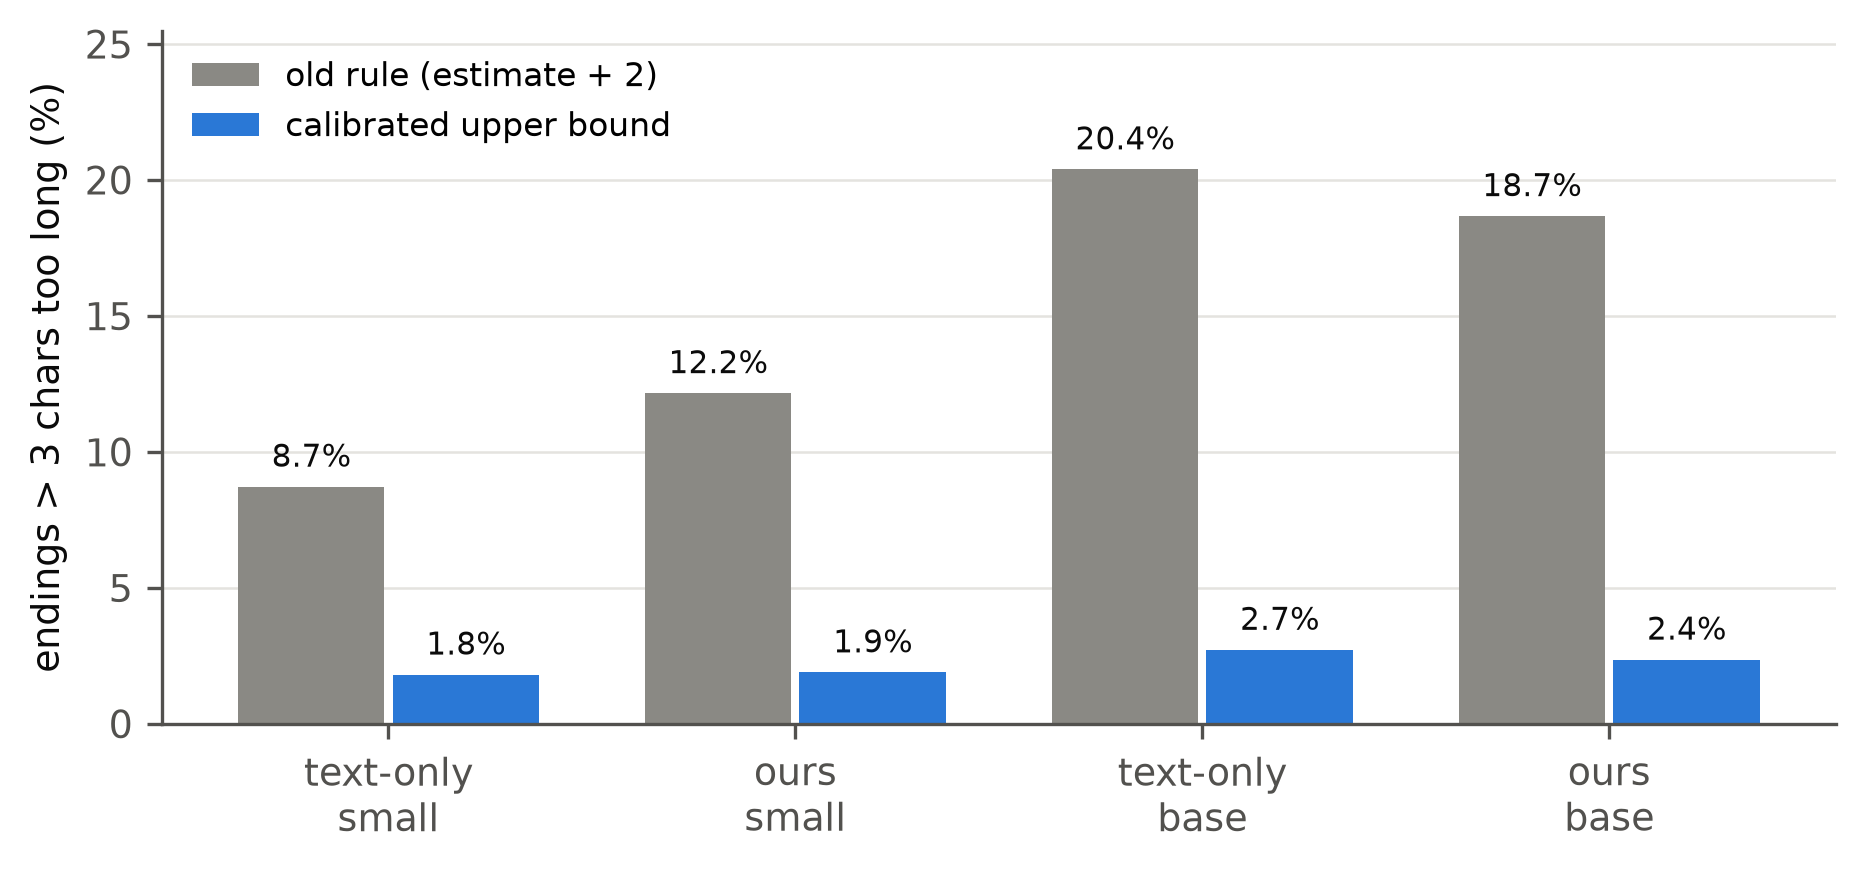 endings > 3 chars too long (%)
25
20
15
10
5
0
old rule (estimate + 2)
calibrated upper bound
8.7%
1.8%
12.2%
1.9%
20.4%
2.7%
18.7%
2.4%
text-only
small
ours
small
text-only
base
ours
base